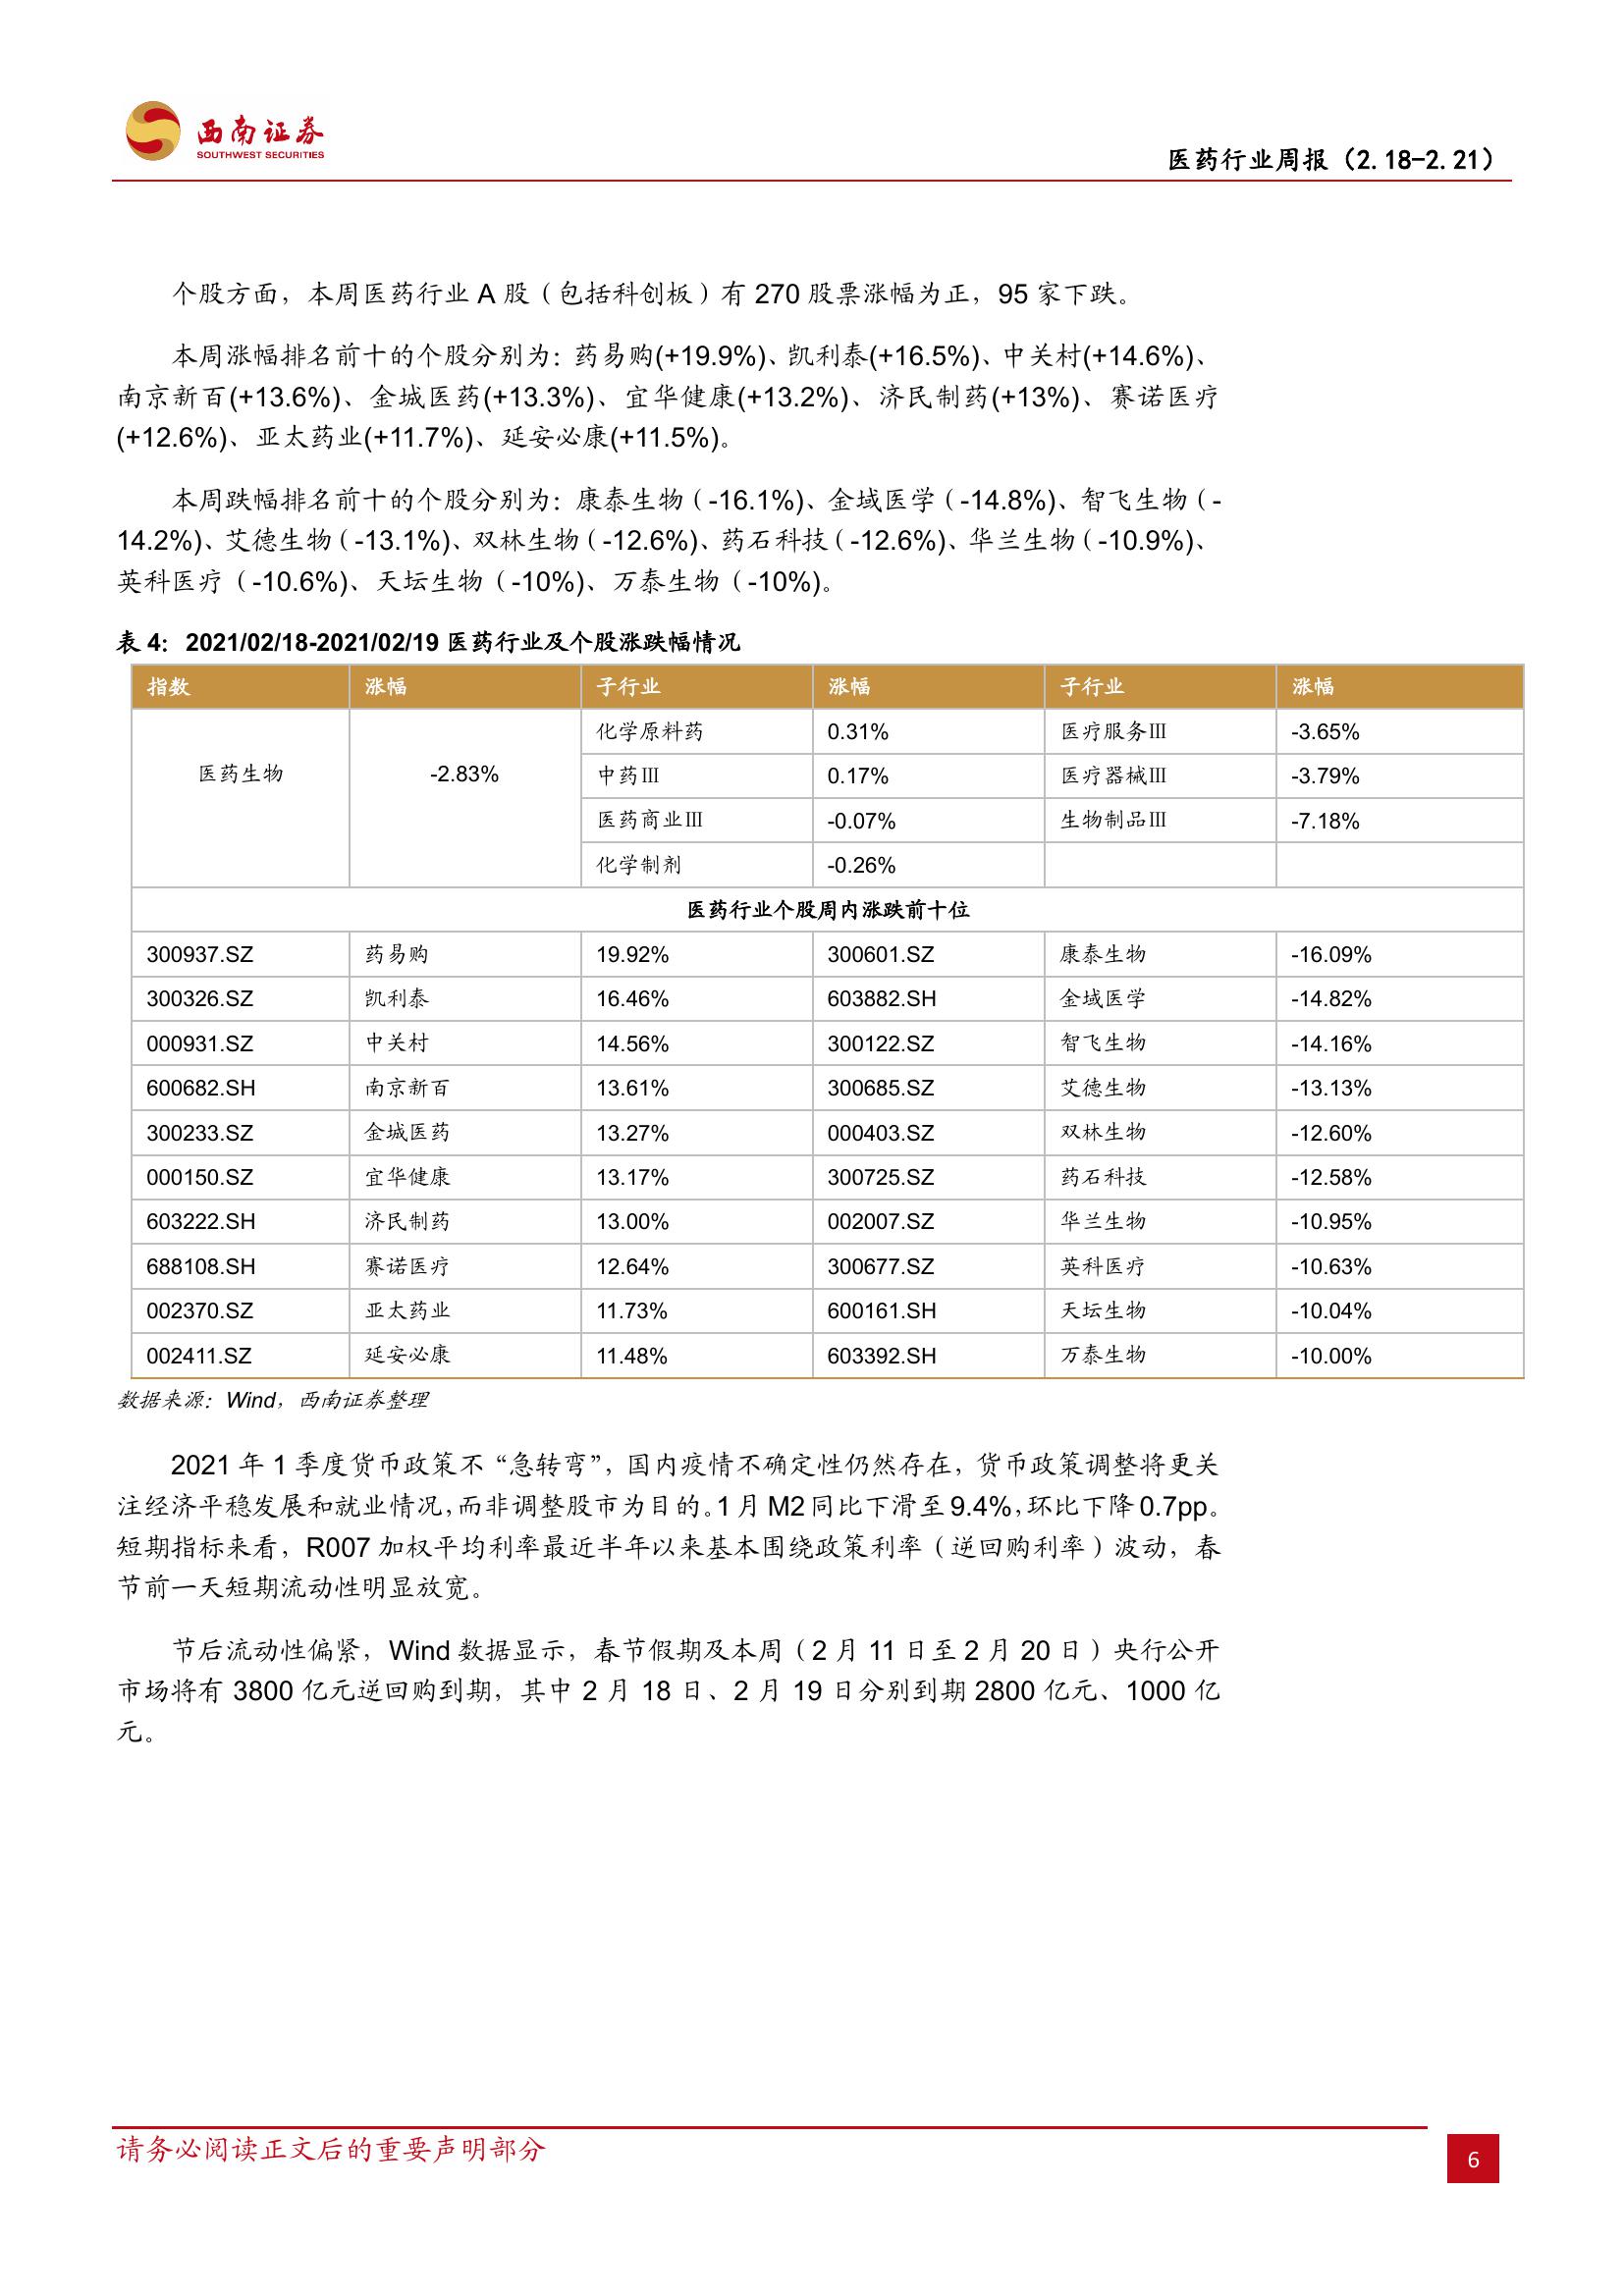 西南证券
SOUTHWEST SECURITIES
医药行业周报（2.18-2.21）
个股方面，本周医药行业 A 股（包括科创板）有 270 股票涨幅为正，95 家下跌。
本周涨幅排名前十的个股分别为：药易购(+19.9%)、凯利泰(+16.5%)、中关村(+14.6%)、
南京新百(+13.6%)、金城医药(+13.3%)、宜华健康(+13.2%)、济民制药(+13%)、赛诺医疗
(+12.6%)、亚太药业(+11.7%)、延安必康(+11.5%)。
本周跌幅排名前十的个股分别为：康泰生物（-16.1%)、金域医学（-14.8%)、智飞生物（-
14.2%)、艾德生物（-13.1%)、双林生物（-12.6%)、药石科技（-12.6%)、华兰生物（-10.9%)、
英科医疗（-10.6%)、天坛生物（-10%)、万泰生物（-10%)。
表 4：2021/02/18-2021/02/19 医药行业及个股涨跌幅情况
指数 涨幅 子行业 涨幅 子行业 涨幅
医药生物 -2.83% 化学原料药 0.31% 医疗服务Ⅲ -3.65%
中药Ⅲ 0.17% 医疗器械Ⅲ -3.79%
医药商业Ⅲ -0.07% 生物制品Ⅲ -7.18%
化学制剂 -0.26%
医药行业个股周内涨跌前十位
300937.SZ 药易购 19.92% 300601.SZ 康泰生物 -16.09%
300326.SZ 凯利泰 16.46% 603882.SH 金域医学 -14.82%
000931.SZ 中关村 14.56% 300122.SZ 智飞生物 -14.16%
600682.SH 南京新百 13.61% 300685.SZ 艾德生物 -13.13%
300233.SZ 金城医药 13.27% 000403.SZ 双林生物 -12.60%
000150.SZ 宜华健康 13.17% 300725.SZ 药石科技 -12.58%
603222.SH 济民制药 13.00% 002007.SZ 华兰生物 -10.95%
688108.SH 赛诺医疗 12.64% 300677.SZ 英科医疗 -10.63%
002370.SZ 亚太药业 11.73% 600161.SH 天坛生物 -10.04%
002411.SZ 延安必康 11.48% 603392.SH 万泰生物 -10.00%
数据来源：Wind，西南证券整理
2021 年 1 季度货币政策不“急转弯”，国内疫情不确定性仍然存在，货币政策调整将更关
注经济平稳发展和就业情况，而非调整股市为目的。1 月 M2 同比下滑至 9.4%，环比下降 0.7pp。
短期指标来看，R007 加权平均利率最近半年以来基本围绕政策利率（逆回购利率）波动，春
节前一天短期流动性明显放宽。
节后流动性偏紧，Wind 数据显示，春节假期及本周（2 月 11 日至 2 月 20 日）央行公开
市场将有 3800 亿元逆回购到期，其中 2 月 18 日、2 月 19 日分别到期 2800 亿元、1000 亿
元。
请务必阅读正文后的重要声明部分
6